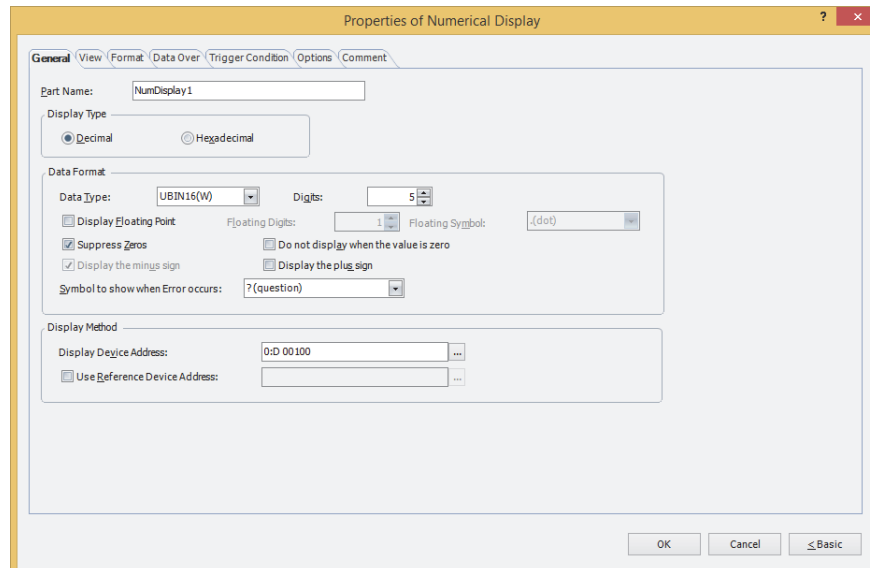 Properties of Numerical Display ? ×
General View Format Data Over Trigger Condition Options Comment
Part Name: NumDisplay1
Display Type
Decimal Hexadecimal
Data Format
Data Type: UBIN16(W) Digits: 5
Display Floating Point Floating Digits: 1 Floating Symbol: .(dot)
Suppress Zeros Do not display when the value is zero
Display the minus sign Display the plus sign
Symbol to show when Error occurs: ? (question)
Display Method
Display Device Address: 0:D 00100 ...
Use Reference Device Address: ...
OK Cancel < Basic